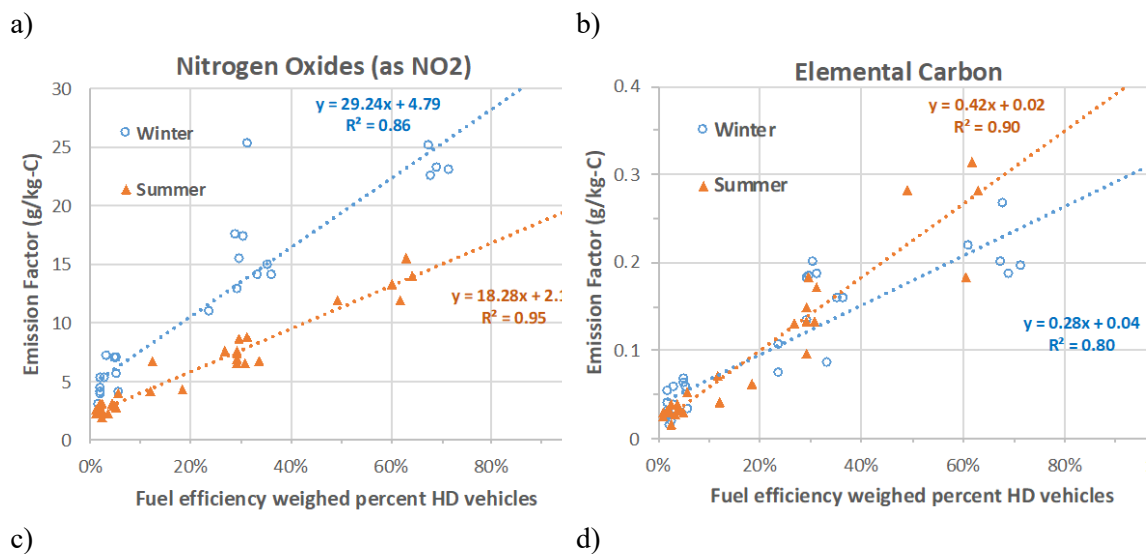 a)
b)
Nitrogen Oxides (as NO2)
30
25
20
15
10
5
0
Emission Factor (g/kg-C)
y = 29.24x + 4.79
R² = 0.86
Winter
Summer
y = 18.28x + 2.1
R² = 0.95
0% 20% 40% 60% 80%
Fuel efficiency weighed percent HD vehicles
Elemental Carbon
0.4
0.3
0.2
0.1
0
Emission Factor (g/kg-C)
y = 0.42x + 0.02
R² = 0.90
Winter
Summer
y = 0.28x + 0.04
R² = 0.80
0% 20% 40% 60% 80%
Fuel efficiency weighed percent HD vehicles
c)
d)